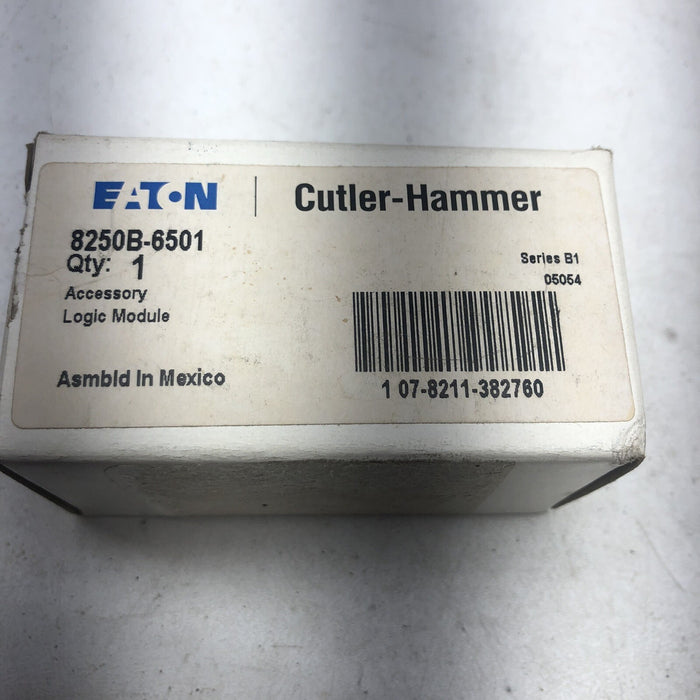 EATON | Cutler-Hammer
8250B-6501
Qty: 1
Series B1
05054
Accessory
Logic Module
Asmbld In Mexico
1 07-8211-382760